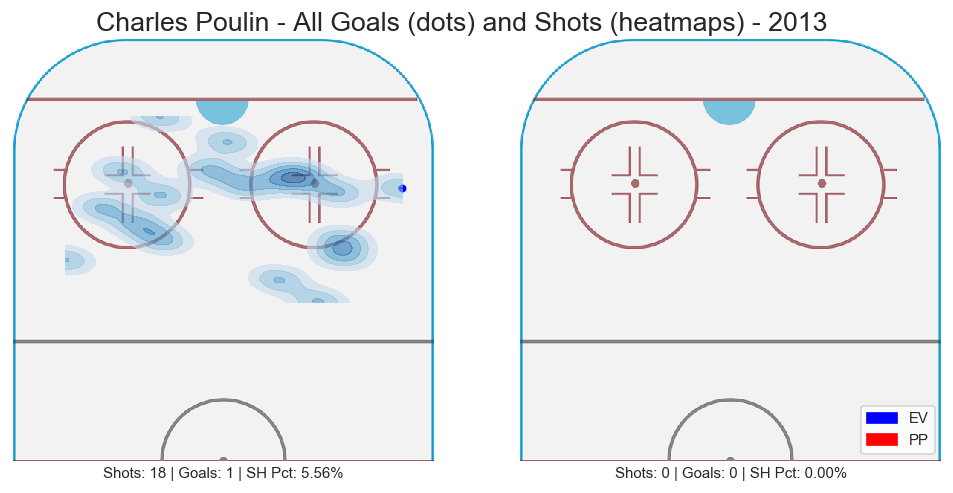 Charles Poulin - All Goals (dots) and Shots (heatmaps) - 2013
EV
PP
Shots: 18 | Goals: 1 | SH Pct: 5.56%
Shots: 0 | Goals: 0 | SH Pct: 0.00%